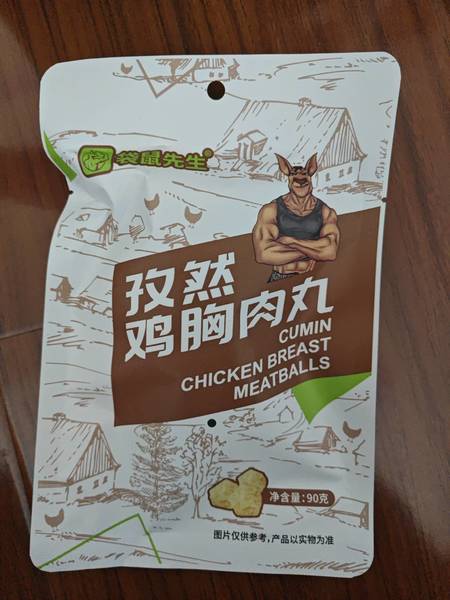 袋鼠先生
孜然
鸡胸肉丸
CUMIN
CHICKEN BREAST
MEATBALLS
净含量:90克
图片仅供参考,产品以实物为准